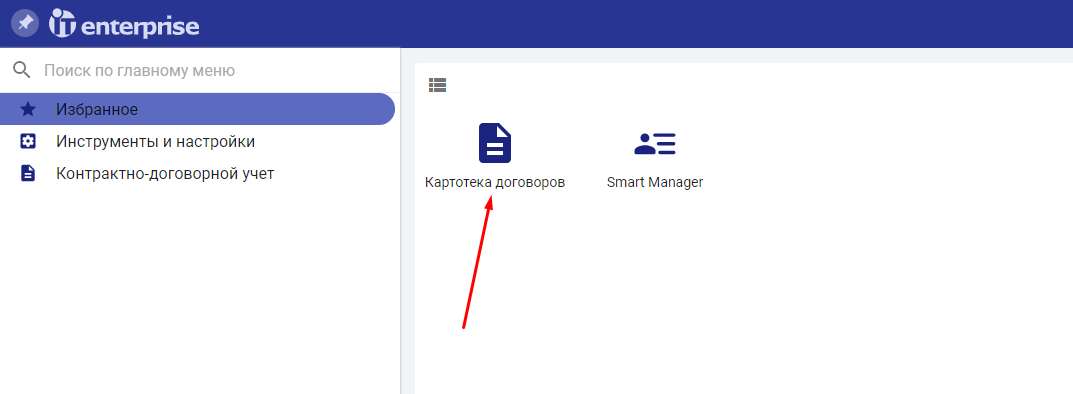 IT enterprise
Поиск по главному меню
Избранное
Инструменты и настройки
Контрактно-договорной учет
Картотека договоров
Smart Manager